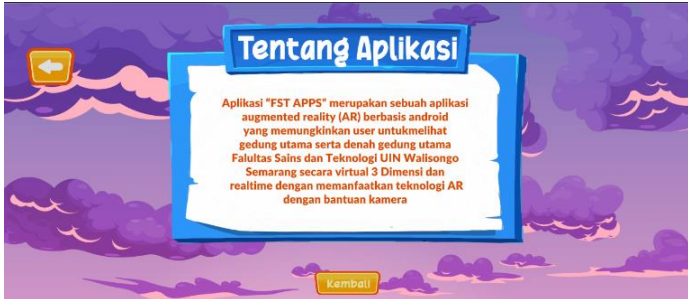 Tentang Aplikasi
Aplikasi "FST APPS" merupakan sebuah aplikasi
augmented reality (AR) berbasis android
yang memungkinkan user untukmelihat
gedung utama serta denah gedung utama
Falultas Sains dan Teknologi UIN Walisongo
Semarang secara virtual 3 Dimensi dan
realtime dengan memanfaatkan teknologi AR
dengan bantuan kamera
Kembali